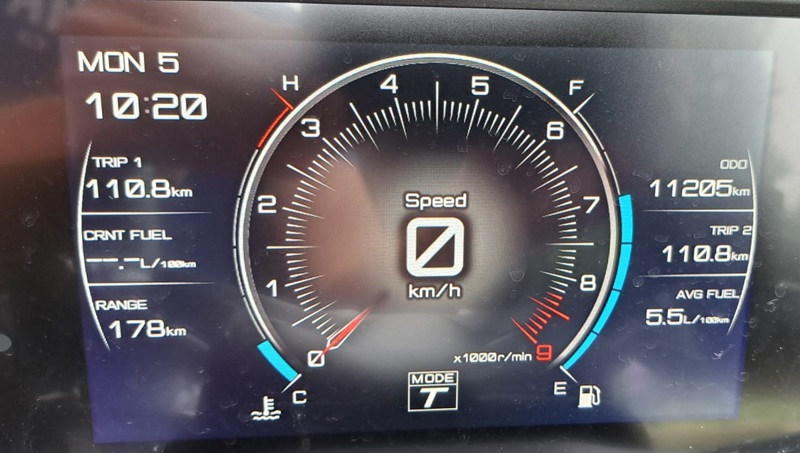 MON 5
10:20
TRIP 1
110.8km
CRNT FUEL
--.-L/100km
RANGE
178km
H
F
C
E
0
1
2
3
4
5
6
7
8
9
x1000r/min
Speed
0
km/h
MODE
T
ODO
11205km
TRIP 2
110.8km
AVG FUEL
5.5L/100km